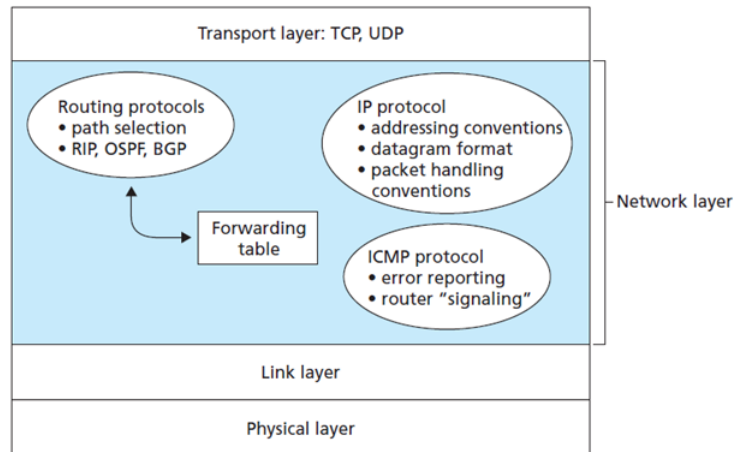 Transport layer: TCP, UDP
Routing protocols
• path selection
• RIP, OSPF, BGP
IP protocol
• addressing conventions
• datagram format
• packet handling
conventions
Network layer
Forwarding
table
ICMP protocol
• error reporting
• router “signaling”
Link layer
Physical layer